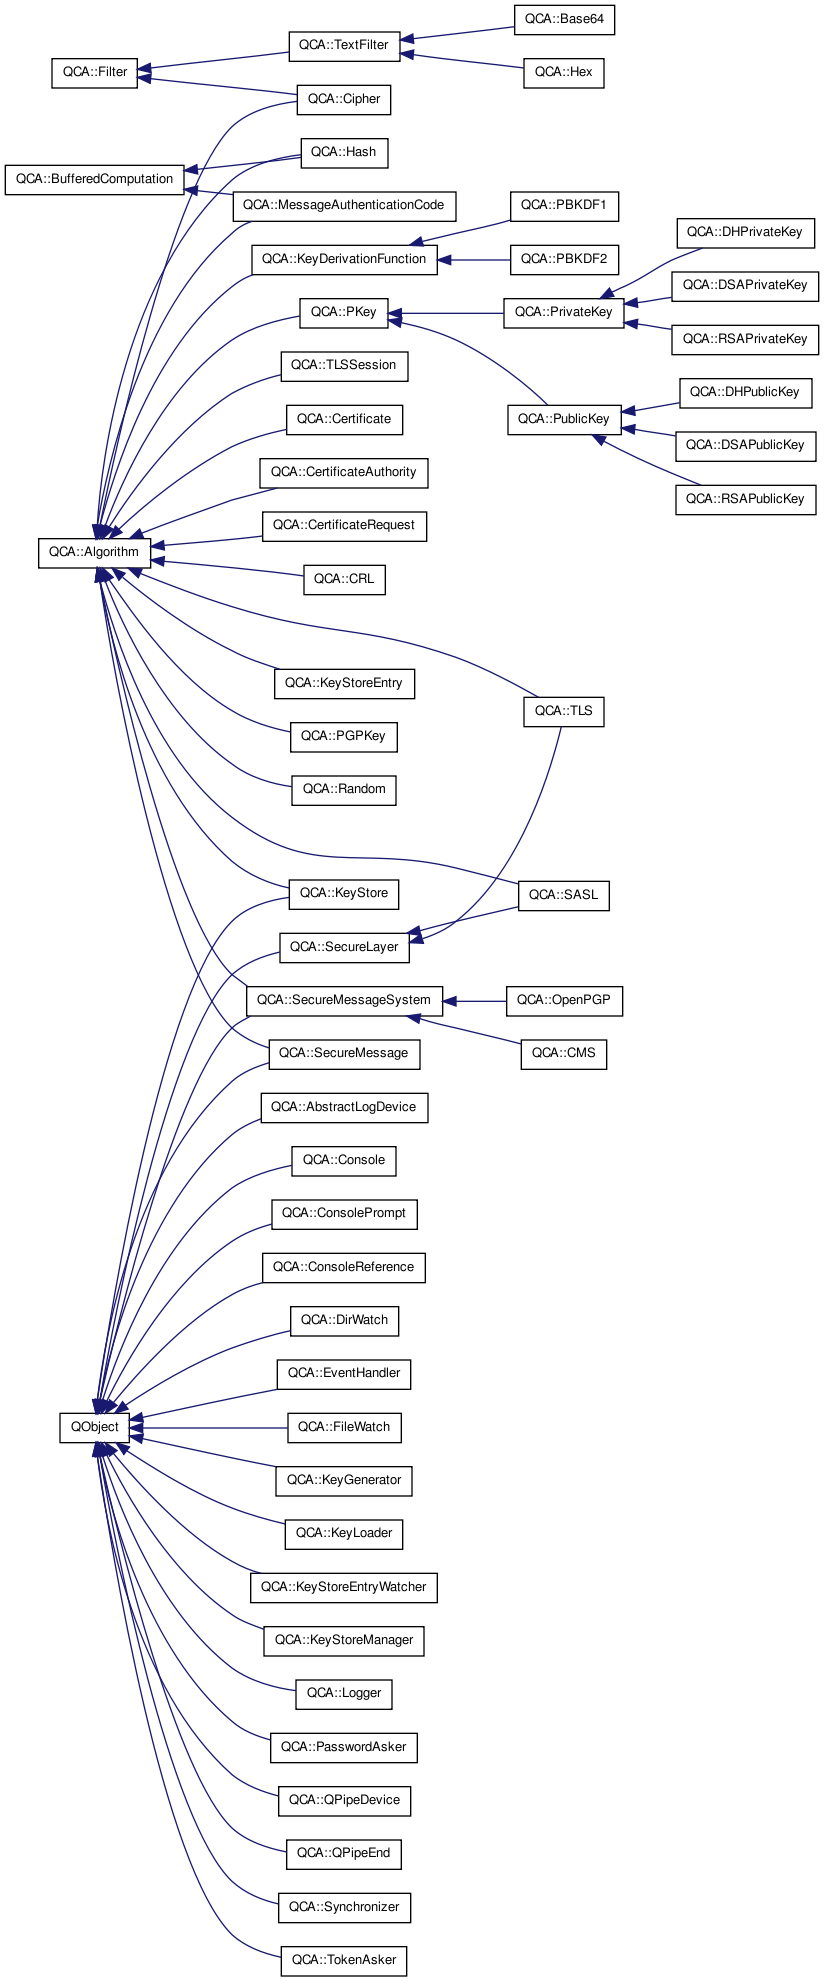 QCA::Base64
QCA::TextFilter
QCA::Filter
QCA::Hex
QCA::Cipher
QCA::Hash
QCA::BufferedComputation
QCA::MessageAuthenticationCode
QCA::PBKDF1
QCA::DHPrivateKey
QCA::KeyDerivationFunction
QCA::PBKDF2
QCA::DSAPrivateKey
QCA::PKey
QCA::PrivateKey
QCA::RSAPrivateKey
QCA::TLSSession
QCA::DHPublicKey
QCA::Certificate
QCA::PublicKey
QCA::DSAPublicKey
QCA::CertificateAuthority
QCA::RSAPublicKey
QCA::CertificateRequest
QCA::Algorithm
QCA::CRL
QCA::KeyStoreEntry
QCA::TLS
QCA::PGPKey
QCA::Random
QCA::KeyStore
QCA::SASL
QCA::SecureLayer
QCA::SecureMessageSystem
QCA::OpenPGP
QCA::SecureMessage
QCA::CMS
QCA::AbstractLogDevice
QCA::Console
QCA::ConsolePrompt
QCA::ConsoleReference
QCA::DirWatch
QCA::EventHandler
QObject
QCA::FileWatch
QCA::KeyGenerator
QCA::KeyLoader
QCA::KeyStoreEntryWatcher
QCA::KeyStoreManager
QCA::Logger
QCA::PasswordAsker
QCA::QPipeDevice
QCA::QPipeEnd
QCA::Synchronizer
QCA::TokenAsker